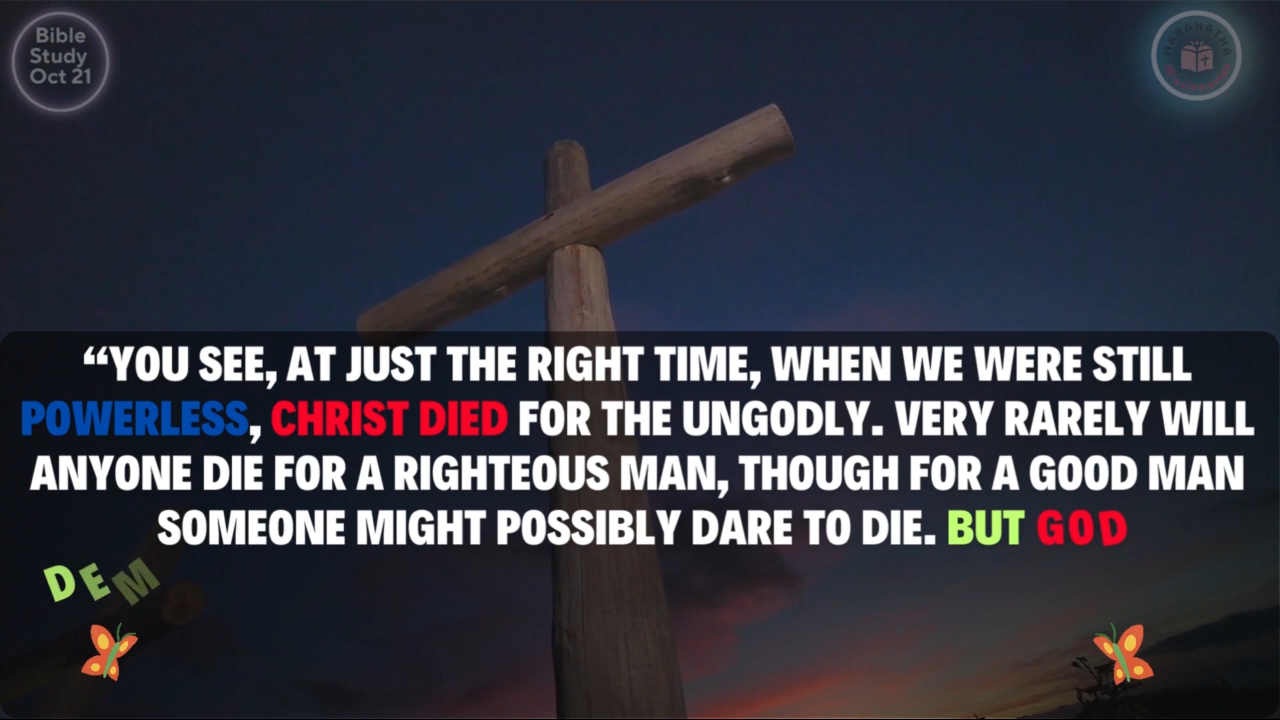 Bible
Study
Oct 21
MARANATHA
“YOU SEE, AT JUST THE RIGHT TIME, WHEN WE WERE STILL
POWERLESS, CHRIST DIED FOR THE UNGODLY. VERY RARELY WILL
ANYONE DIE FOR A RIGHTEOUS MAN, THOUGH FOR A GOOD MAN
SOMEONE MIGHT POSSIBLY DARE TO DIE. BUT GOD
DEM